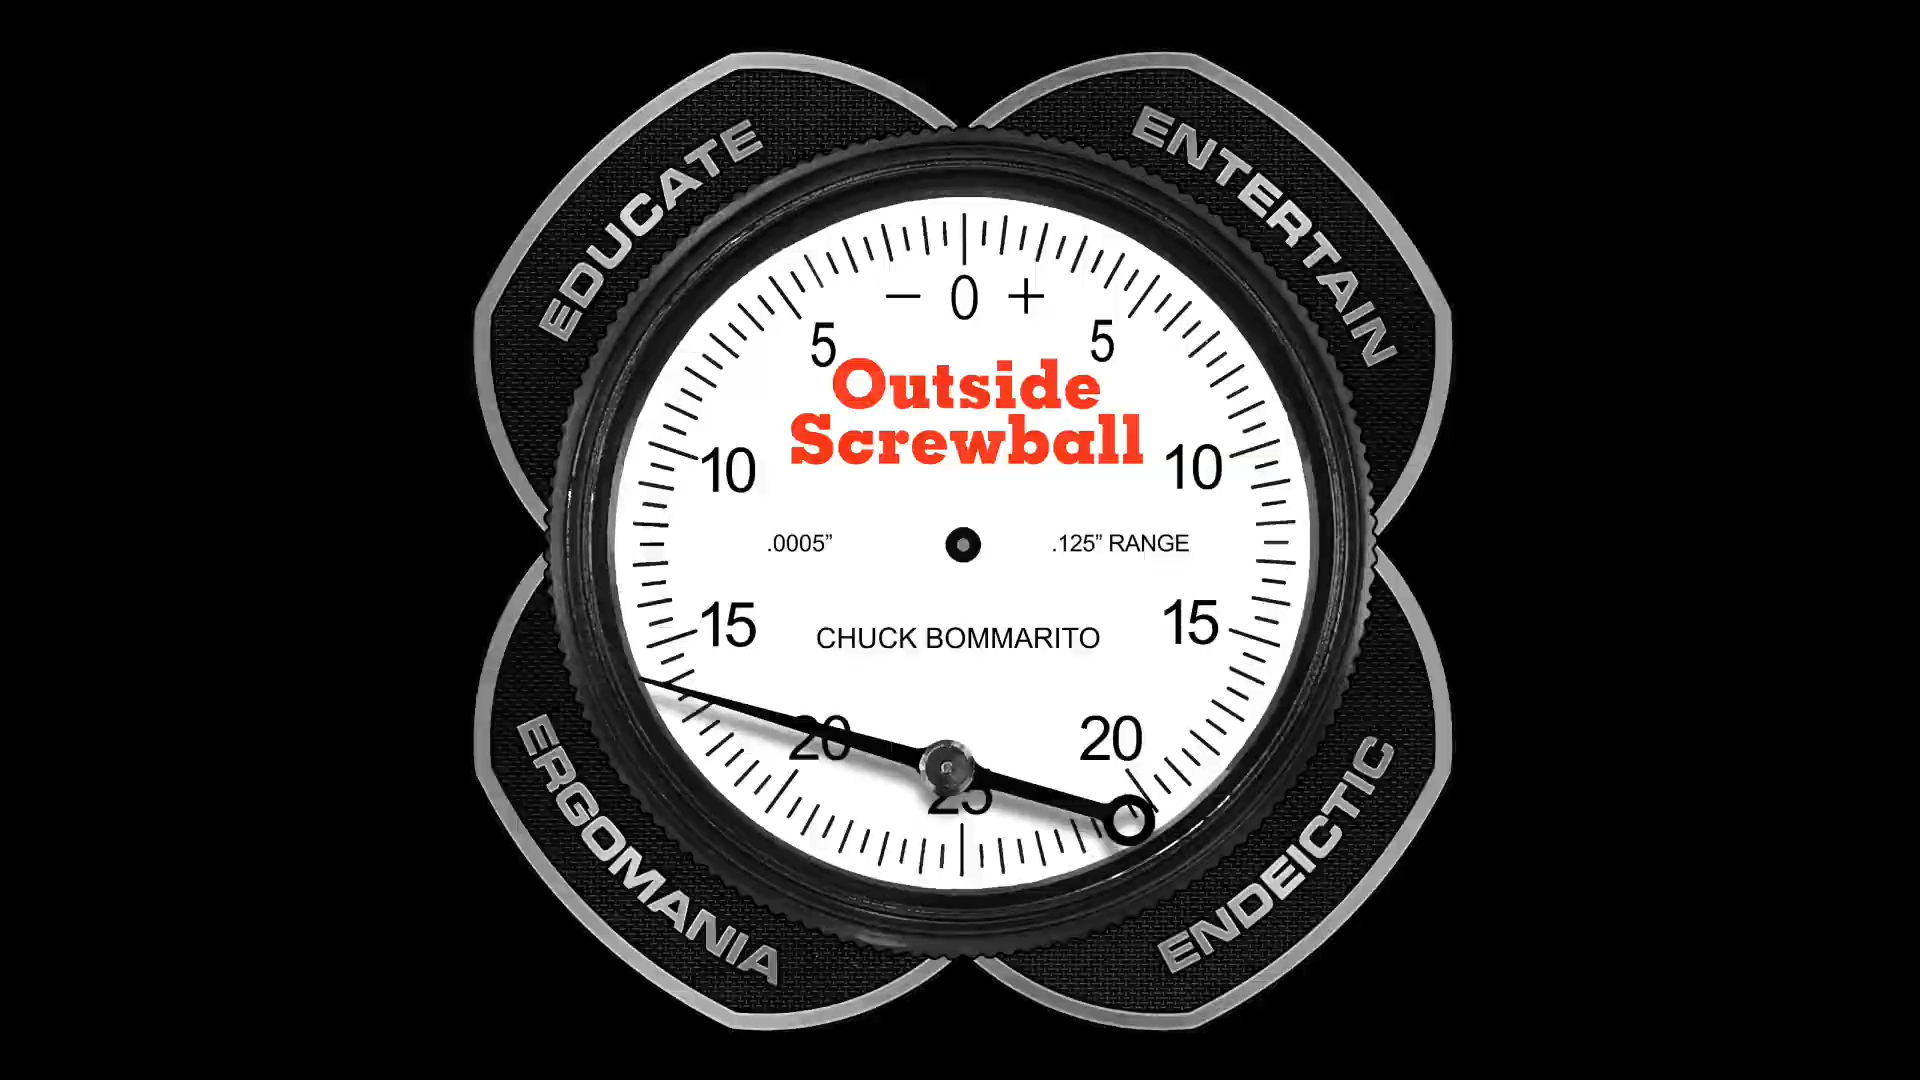 EDUCATE
ENTERTAIN
− 0 +
5 5
Outside
Screwball
10 10
.0005” .125” RANGE
15 15
CHUCK BOMMARITO
20 20
25
ERGOMANIA
ENDEICTIC